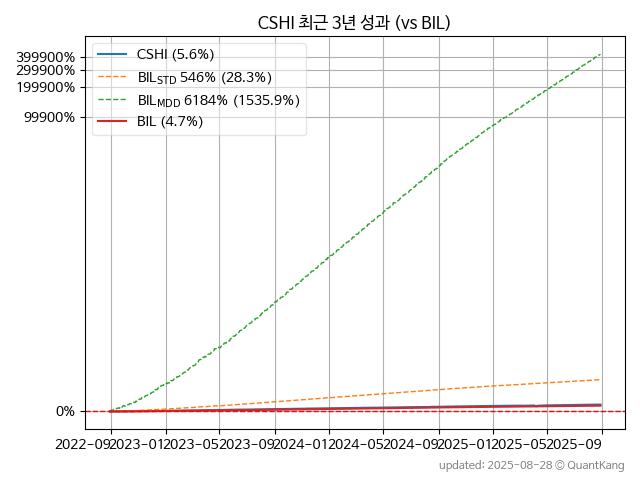 CSHI 최근 3년 성과 (vs BIL)
CSHI (5.6%)
BILSTD 546% (28.3%)
BILMDD 6184% (1535.9%)
BIL (4.7%)
399900%
299900%
199900%
99900%
0%
2022-09 2023-01 2023-05 2023-09 2024-01 2024-05 2024-09 2025-01 2025-05 2025-09
updated: 2025-08-28 © QuantKang